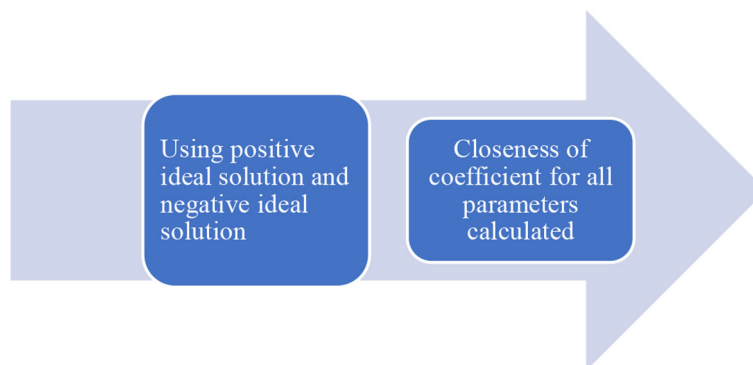 Using positive
ideal solution and
negative ideal
solution
Closeness of
coefficient for all
parameters
calculated